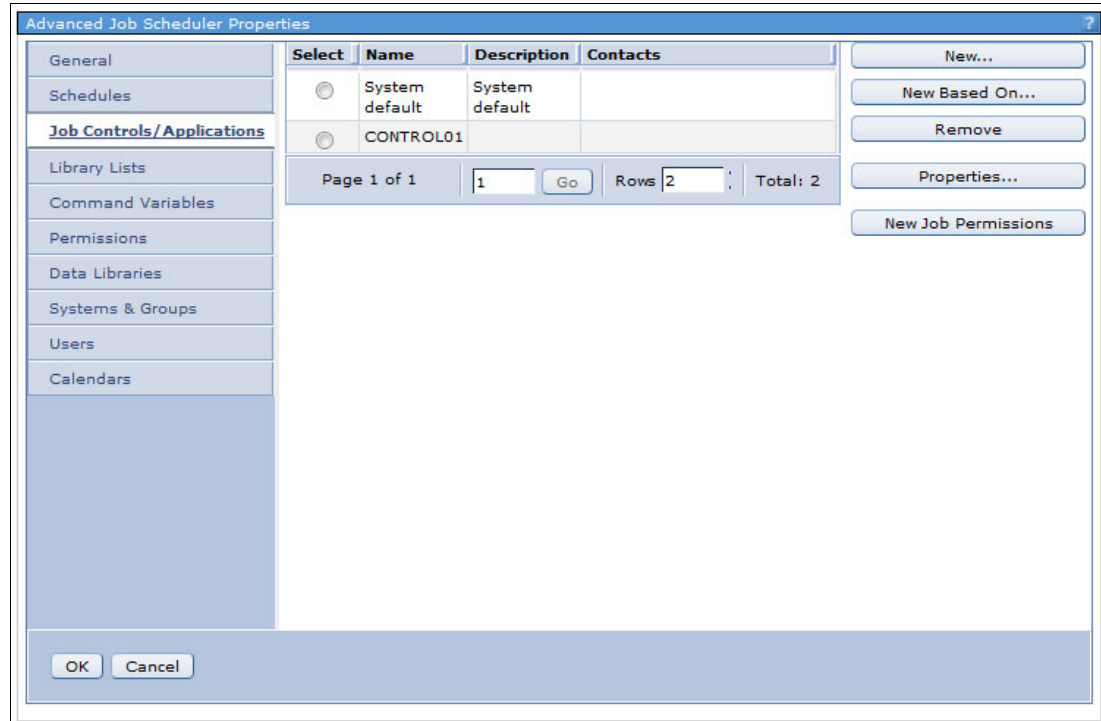 Advanced Job Scheduler Properties ?
General
Schedules
Job Controls/Applications
Library Lists
Command Variables
Permissions
Data Libraries
Systems & Groups
Users
Calendars
Select Name Description Contacts
System default System default
CONTROL01
Page 1 of 1 1 Go Rows 2 Total: 2
New...
New Based On...
Remove
Properties...
New Job Permissions
OK Cancel